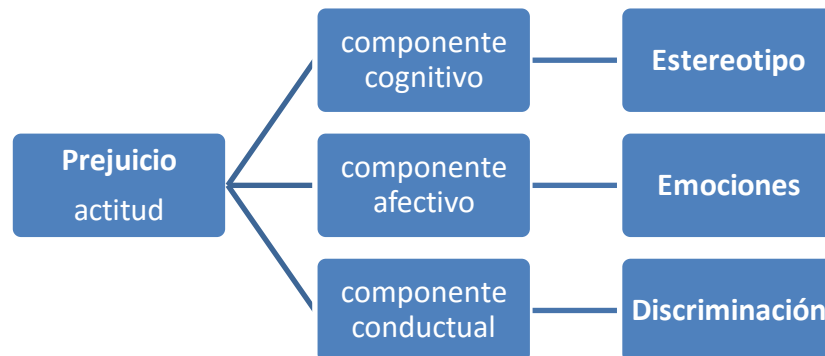 Prejuicio
actitud
componente
cognitivo
Estereotipo
componente
afectivo
Emociones
componente
conductual
Discriminación